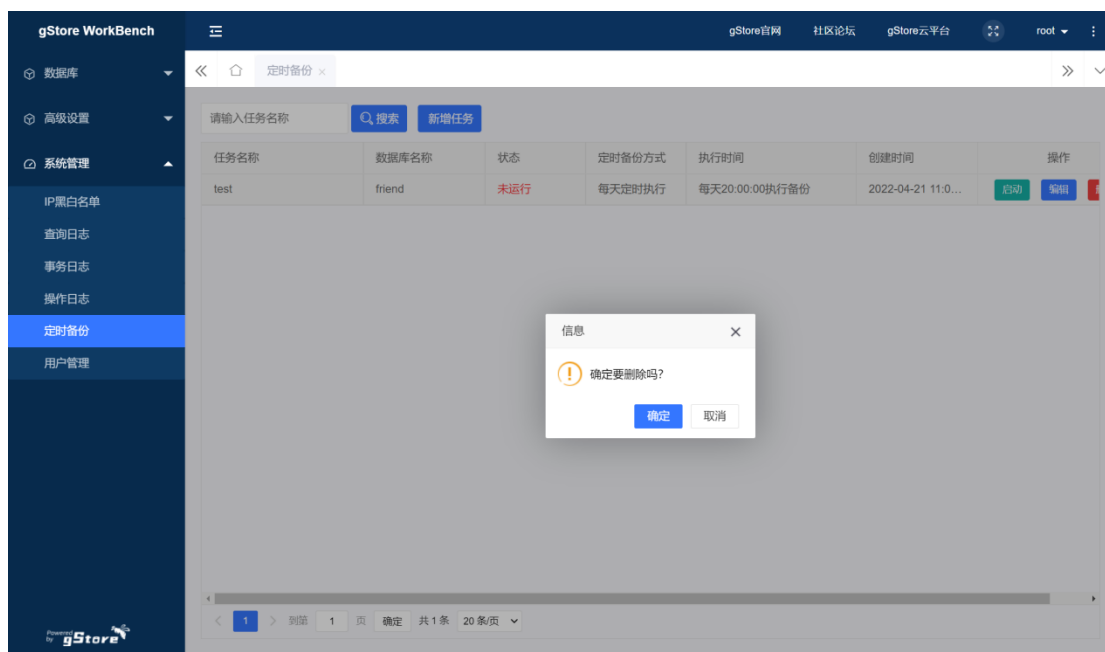 gStore WorkBench
gStore官网 社区论坛 gStore云平台 root
数据库
定时备份
高级设置
请输入任务名称 搜索 新增任务
系统管理
任务名称 数据库名称 状态 定时备份方式 执行时间 创建时间 操作
test friend 未运行 每天定时执行 每天20:00:00执行备份 2022-04-21 11:0... 启动 编辑
IP黑白名单
查询日志
事务日志
操作日志
定时备份
用户管理
信息
确定要删除吗?
确定 取消
1 到第 1 页 确定 共1条 20条/页
Powered by gStore